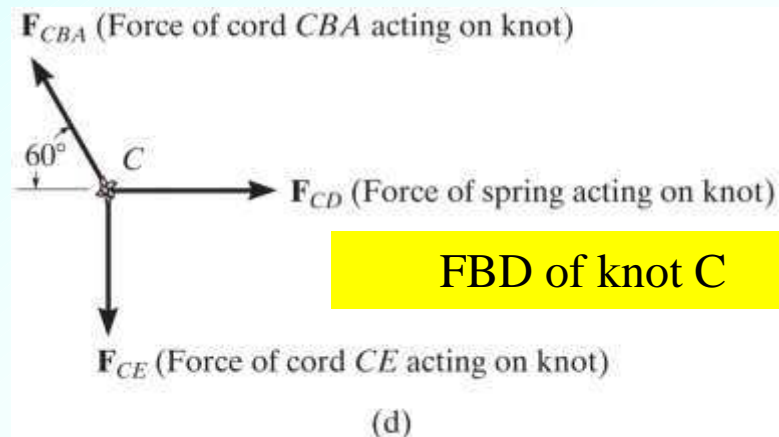 F_CBA (Force of cord CBA acting on knot)
60°
C
F_CD (Force of spring acting on knot)
FBD of knot C
F_CE (Force of cord CE acting on knot)
(d)